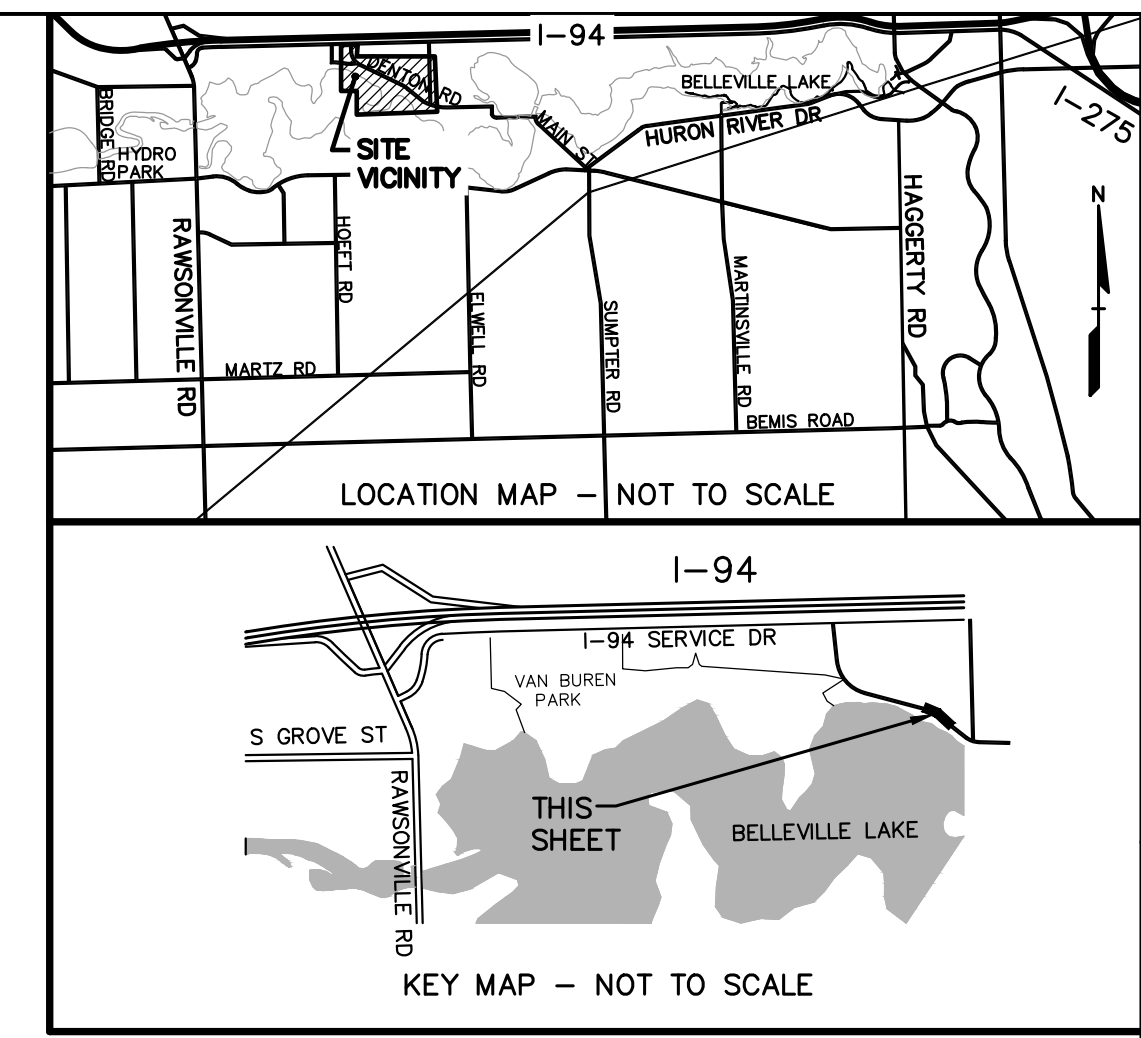 I-94
DENTON RD
BELLEVILLE LAKE
I-275
BRIDGE RD
HYDRO
PARK
MAIN ST
HURON RIVER DR
SITE
VICINITY
N
RAWSONVILLE RD
HOEFT RD
ELWELL RD
SUMPTER RD
MARTINSVILLE RD
HAGGERTY RD
MARTZ RD
BEMIS ROAD
LOCATION MAP - NOT TO SCALE
I-94
I-94 SERVICE DR
VAN BUREN
PARK
S GROVE ST
RAWSONVILLE RD
THIS
SHEET
BELLEVILLE LAKE
KEY MAP - NOT TO SCALE